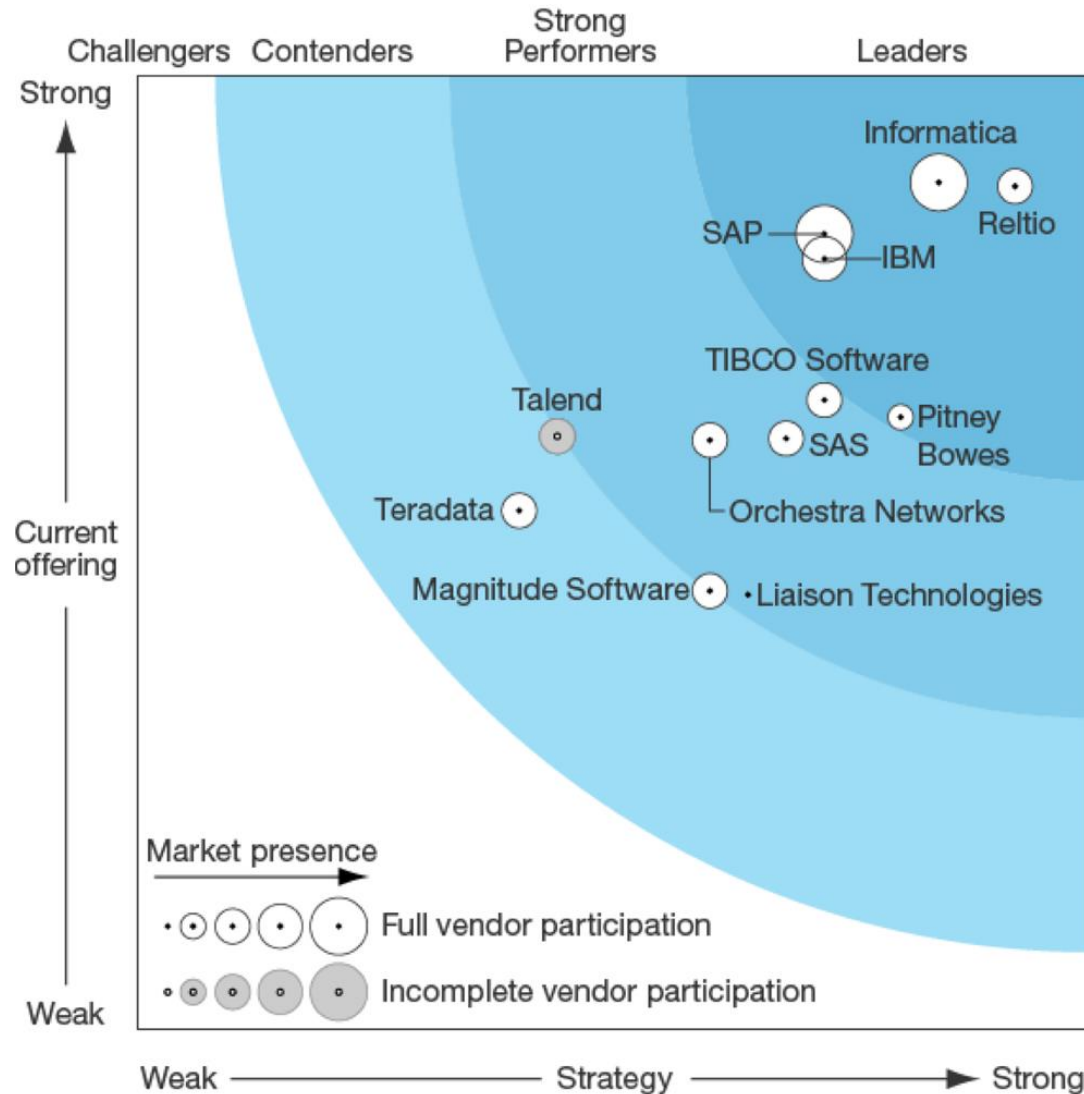 Strong
Challengers Contenders Performers Leaders
Strong
Informatica
Reltio
SAP
IBM
TIBCO Software
Talend
Pitney
Bowes
SAS
Teradata
Orchestra Networks
Current
offering
Magnitude Software
Liaison Technologies
Market presence
Full vendor participation
Incomplete vendor participation
Weak
Weak Strategy Strong